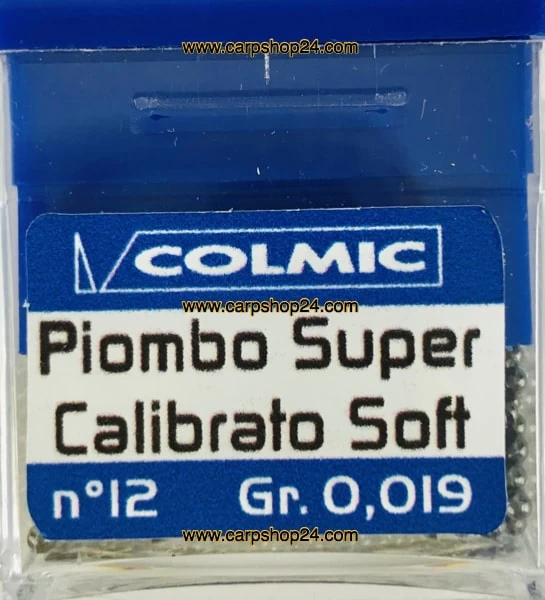 www.carpshop24.com
COLMIC
www.carpshop24.com
Piombo Super
Calibrato Soft
n°12 Gr. 0,019
www.carpshop24.com